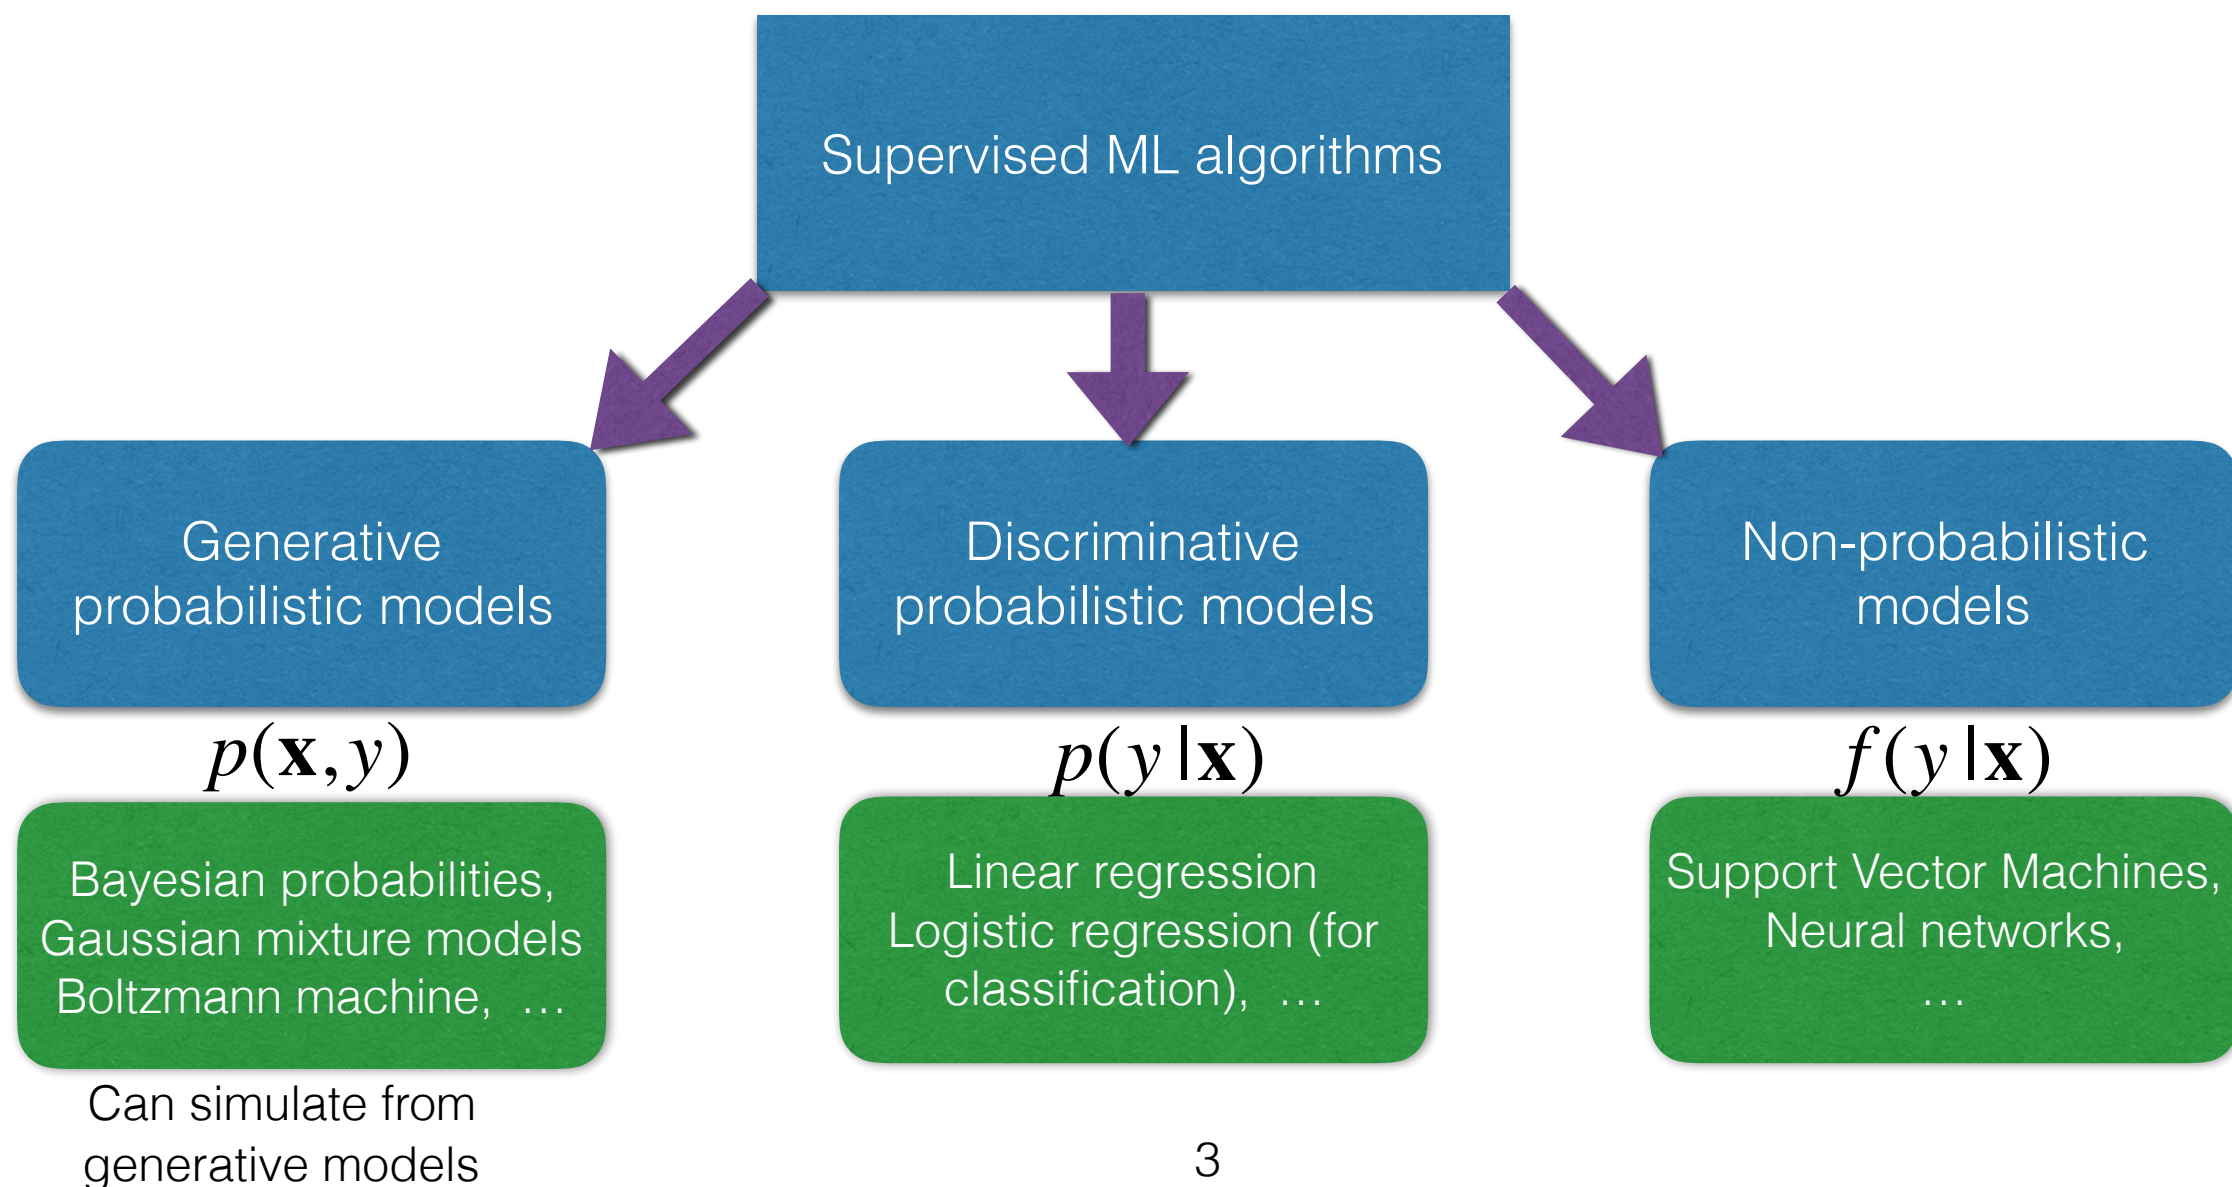 Supervised ML algorithms
Generative
probabilistic models
Discriminative
probabilistic models
Non-probabilistic
models
p(x,y)
p(y|x)
f(y|x)
Bayesian probabilities,
Gaussian mixture models
Boltzmann machine, …
Linear regression
Logistic regression (for
classification), …
Support Vector Machines,
Neural networks,
…
Can simulate from
generative models
3